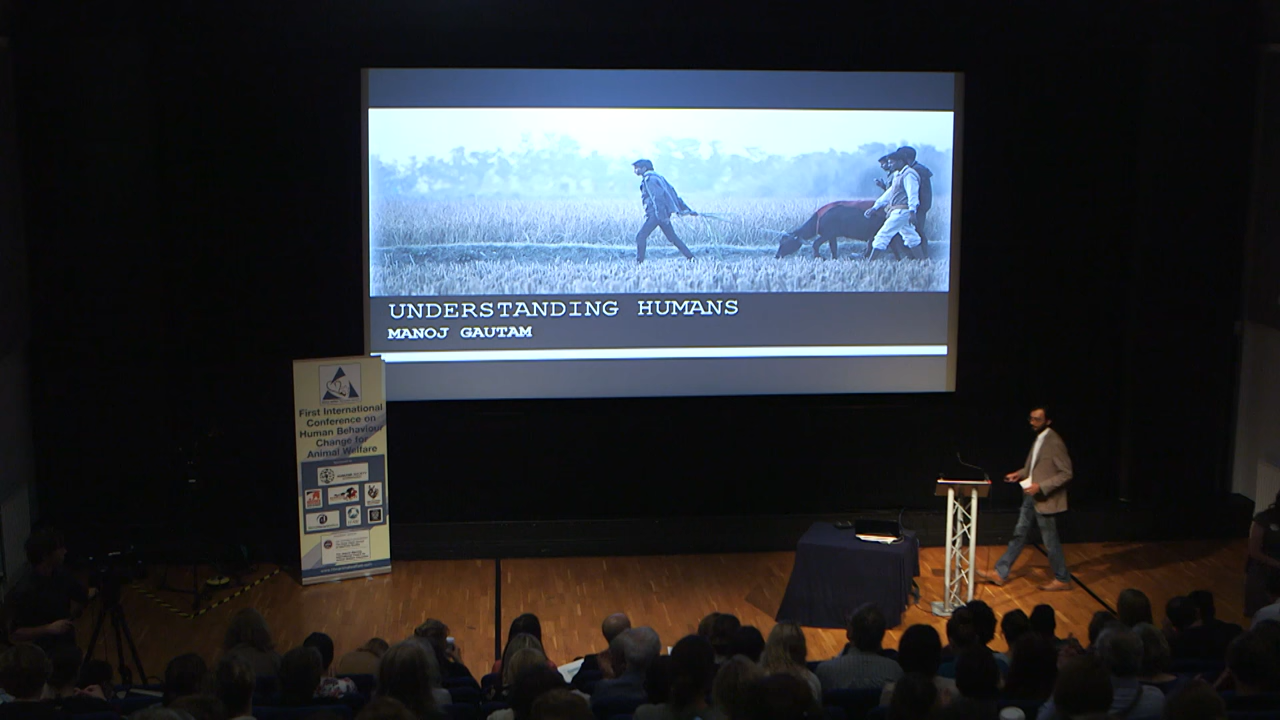 UNDERSTANDING HUMANS
MANOJ GAUTAM
First International
Conference on
Human Behaviour
Change for
Animal Welfare